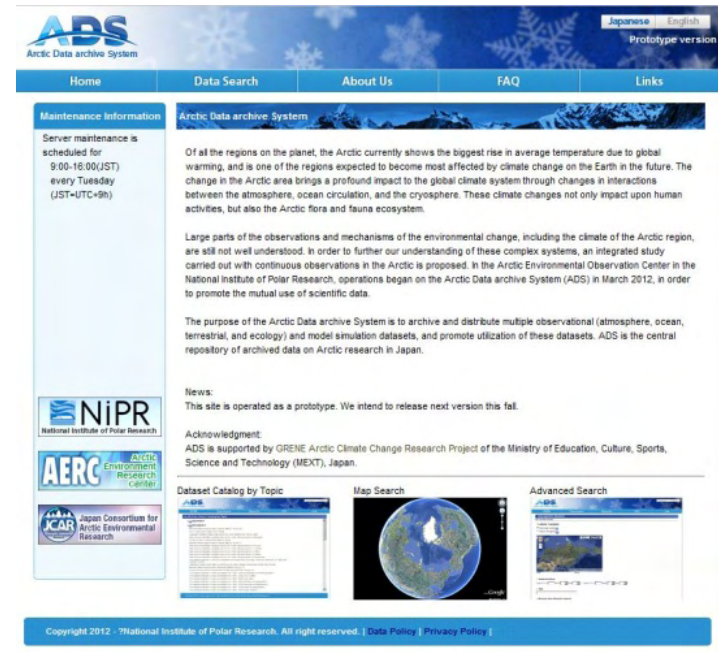 Japanese English
ADS
Arctic Data archive System
Prototype version
Home Data Search About Us FAQ Links
Maintenance Information
Server maintenance is
scheduled for
9:00-16:00(JST)
every Tuesday
(JST=UTC+9h)
Arctic Data archive System
Of all the regions on the planet, the Arctic currently shows the biggest rise in average temperature due to global
warming, and is one of the regions expected to become most affected by climate change on the Earth in the future. The
change in the Arctic area brings a profound impact to the global climate system through changes in interactions
between the atmosphere, ocean circulation, and the cryosphere. These climate changes not only impact upon human
activities, but also the Arctic flora and fauna ecosystem.
Large parts of the observations and mechanisms of the environmental change, including the climate of the Arctic region,
are still not well understood. In order to further our understanding of these complex systems, an integrated study
carried out with continuous observations in the Arctic is proposed. In the Arctic Environmental Observation Center in the
National Institute of Polar Research, operations began on the Arctic Data archive System (ADS) in March 2012, in order
to promote the mutual use of scientific data.
The purpose of the Arctic Data archive System is to archive and distribute multiple observational (atmosphere, ocean,
terrestrial, and ecology) and model simulation datasets, and promote utilization of these datasets. ADS is the central
repository of archived data on Arctic research in Japan.
News:
This site is operated as a prototype. We intend to release next version this fall.
Acknowledgment:
ADS is supported by GRENE Arctic Climate Change Research Project of the Ministry of Education, Culture, Sports,
Science and Technology (MEXT), Japan.
NiPR
National Institute of Polar Research
AERC Arctic
Environment
Research
Center
JCAR Japan Consortium for
Arctic Environmental
Research
Dataset Catalog by Topic Map Search Advanced Search
ADS
Google
ADS
Copyright 2012 - ?National Institute of Polar Research. All right reserved. | Data Policy | Privacy Policy |